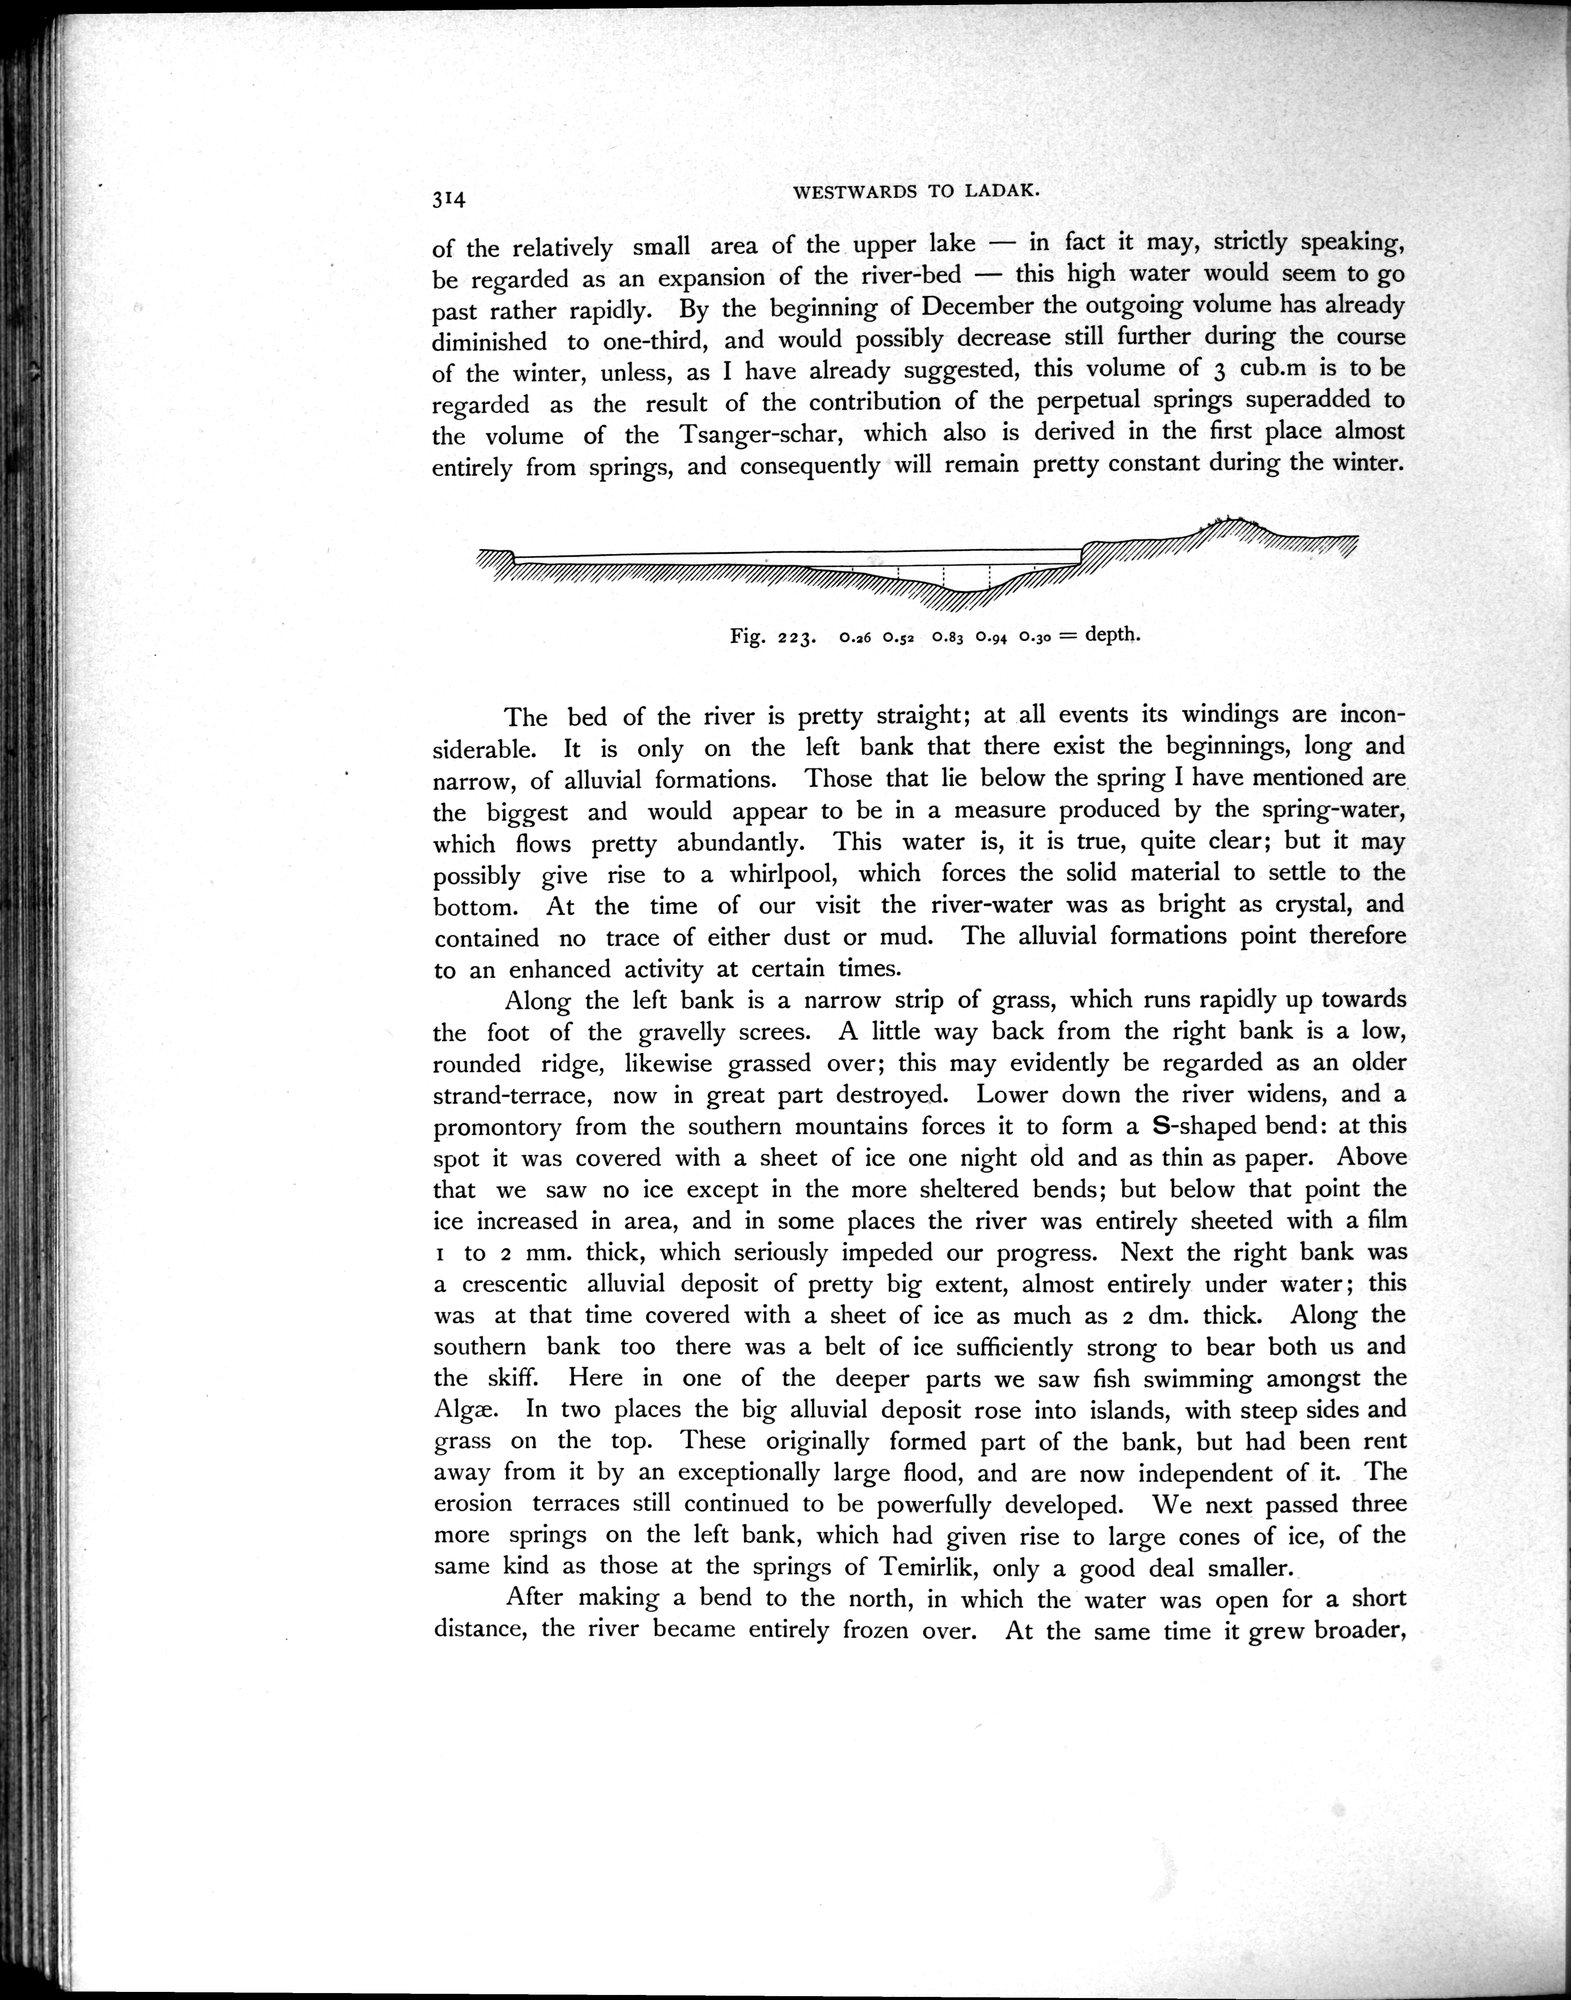 314
WESTWARDS TO LADAK.
of the relatively small area of the upper lake — in fact it may, strictly speaking,
be regarded as an expansion of the river-bed — this high water would seem to go
past rather rapidly. By the beginning of December the outgoing volume has already
diminished to one-third, and would possibly decrease still further during the course
of the winter, unless, as I have already suggested, this volume of 3 cub.m is to be
regarded as the result of the contribution of the perpetual springs superadded to
the volume of the Tsanger-schar, which also is derived in the first place almost
entirely from springs, and consequently will remain pretty constant during the winter.
Fig. 223. 0.26 0.52 0.83 0.94 0.30 = depth.
The bed of the river is pretty straight; at all events its windings are incon-
siderable. It is only on the left bank that there exist the beginnings, long and
narrow, of alluvial formations. Those that lie below the spring I have mentioned are
the biggest and would appear to be in a measure produced by the spring-water,
which flows pretty abundantly. This water is, it is true, quite clear; but it may
possibly give rise to a whirlpool, which forces the solid material to settle to the
bottom. At the time of our visit the river-water was as bright as crystal, and
contained no trace of either dust or mud. The alluvial formations point therefore
to an enhanced activity at certain times.
Along the left bank is a narrow strip of grass, which runs rapidly up towards
the foot of the gravelly screes. A little way back from the right bank is a low,
rounded ridge, likewise grassed over; this may evidently be regarded as an older
strand-terrace, now in great part destroyed. Lower down the river widens, and a
promontory from the southern mountains forces it to form a S-shaped bend: at this
spot it was covered with a sheet of ice one night old and as thin as paper. Above
that we saw no ice except in the more sheltered bends; but below that point the
ice increased in area, and in some places the river was entirely sheeted with a film
1 to 2 mm. thick, which seriously impeded our progress. Next the right bank was
a crescentic alluvial deposit of pretty big extent, almost entirely under water; this
was at that time covered with a sheet of ice as much as 2 dm. thick. Along the
southern bank too there was a belt of ice sufficiently strong to bear both us and
the skiff. Here in one of the deeper parts we saw fish swimming amongst the
Algæ. In two places the big alluvial deposit rose into islands, with steep sides and
grass on the top. These originally formed part of the bank, but had been rent
away from it by an exceptionally large flood, and are now independent of it. The
erosion terraces still continued to be powerfully developed. We next passed three
more springs on the left bank, which had given rise to large cones of ice, of the
same kind as those at the springs of Temirlik, only a good deal smaller.
After making a bend to the north, in which the water was open for a short
distance, the river became entirely frozen over. At the same time it grew broader,